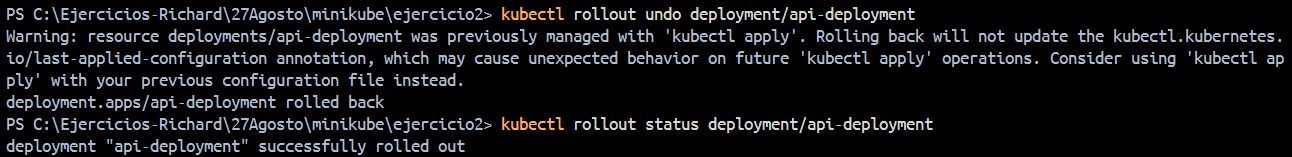 PS C:\Ejercicios-Richard\27Agosto\minikube\ejercicio2> kubectl rollout undo deployment/api-deployment
Warning: resource deployments/api-deployment was previously managed with 'kubectl apply'. Rolling back will not update the kubectl.kubernetes.
io/last-applied-configuration annotation, which may cause unexpected behavior on future 'kubectl apply' operations. Consider using 'kubectl ap
ply' with your previous configuration file instead.
deployment.apps/api-deployment rolled back
PS C:\Ejercicios-Richard\27Agosto\minikube\ejercicio2> kubectl rollout status deployment/api-deployment
deployment "api-deployment" successfully rolled out